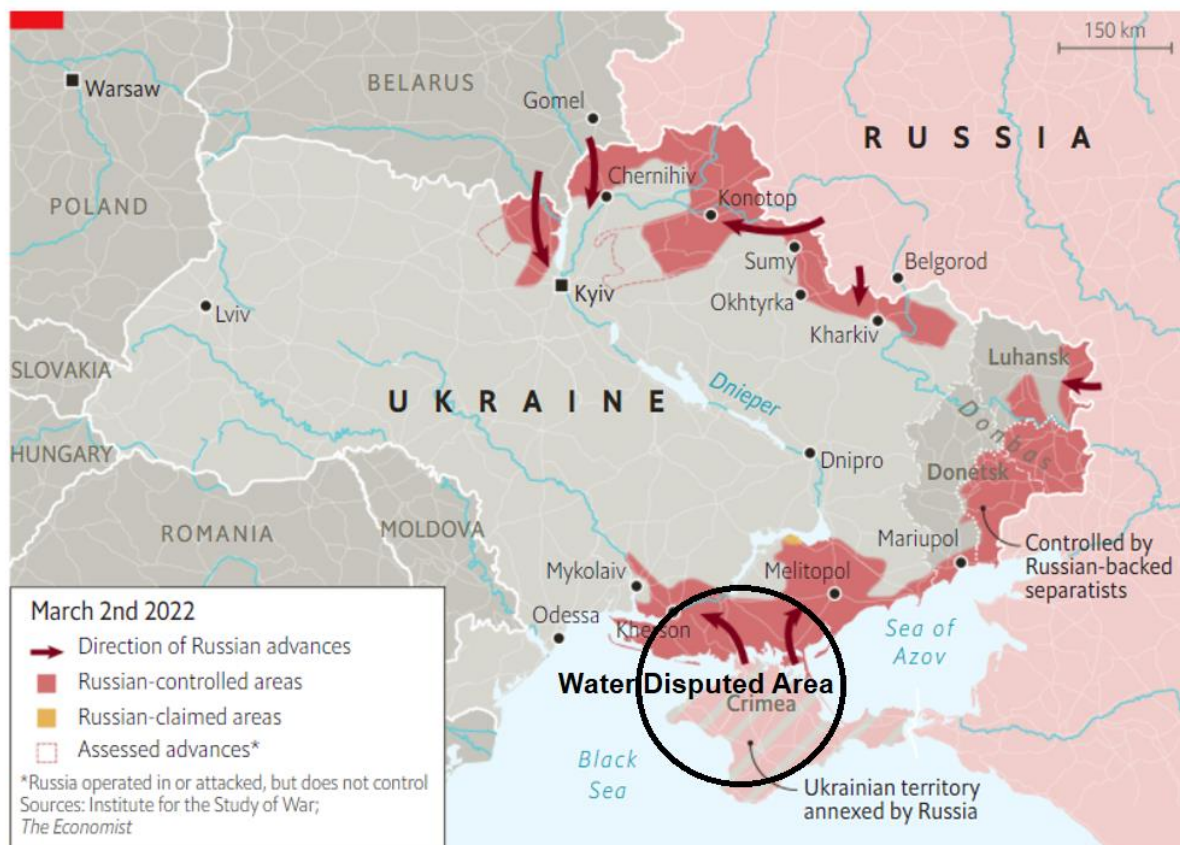 150 km
Warsaw
BELARUS
Gomel
RUSSIA
Chernihiv
POLAND
Konotop
Sumy
Belgorod
Kyiv
Okhtyrka
Lviv
Kharkiv
SLOVAKIA
Luhansk
UKRAINE
Dnieper
Donbas
HUNGARY
Dnipro
Donetsk
ROMANIA
MOLDOVA
Mariupol
Controlled by
Russian-backed
separatists
Mykolaiv
Melitopol
Odessa
Kherson
Sea of
Azov
Water Disputed Area
Crimea
Black
Sea
Ukrainian territory
annexed by Russia
March 2nd 2022
Direction of Russian advances
Russian-controlled areas
Russian-claimed areas
Assessed advances*
*Russia operated in or attacked, but does not control
Sources: Institute for the Study of War;
The Economist